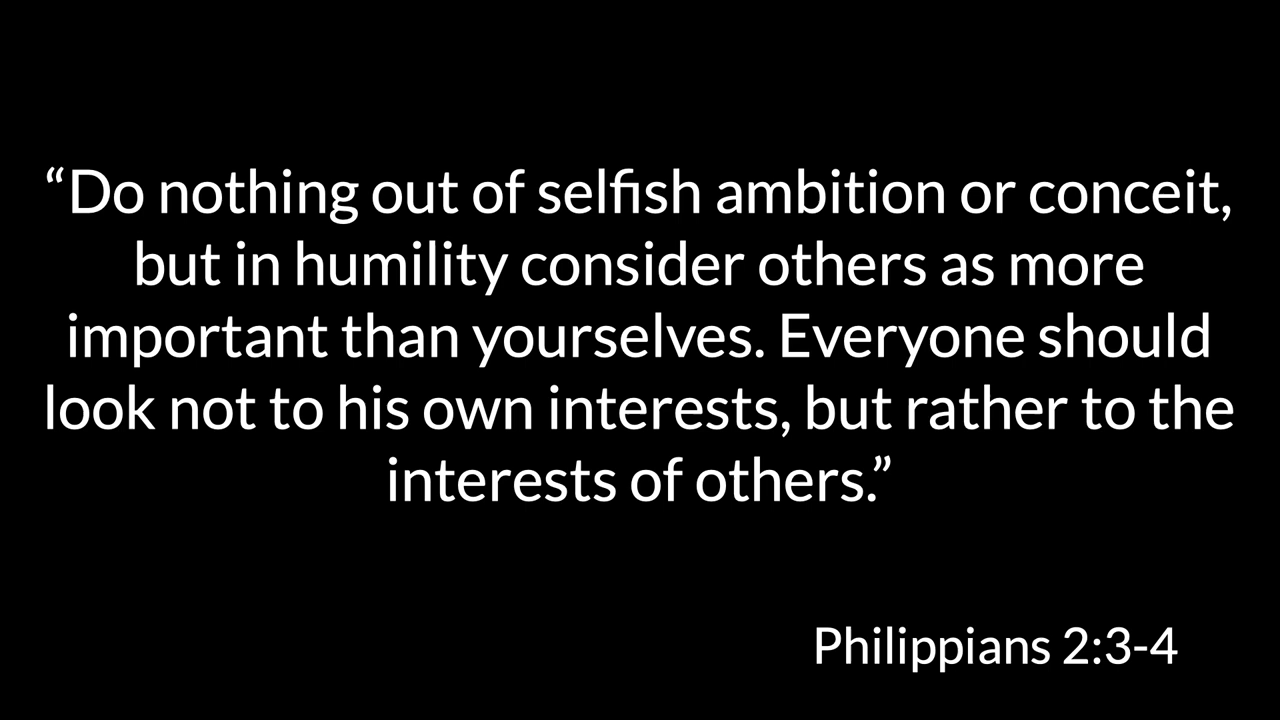 “Do nothing out of selfish ambition or conceit,
but in humility consider others as more
important than yourselves. Everyone should
look not to his own interests, but rather to the
interests of others.”
Philippians 2:3-4